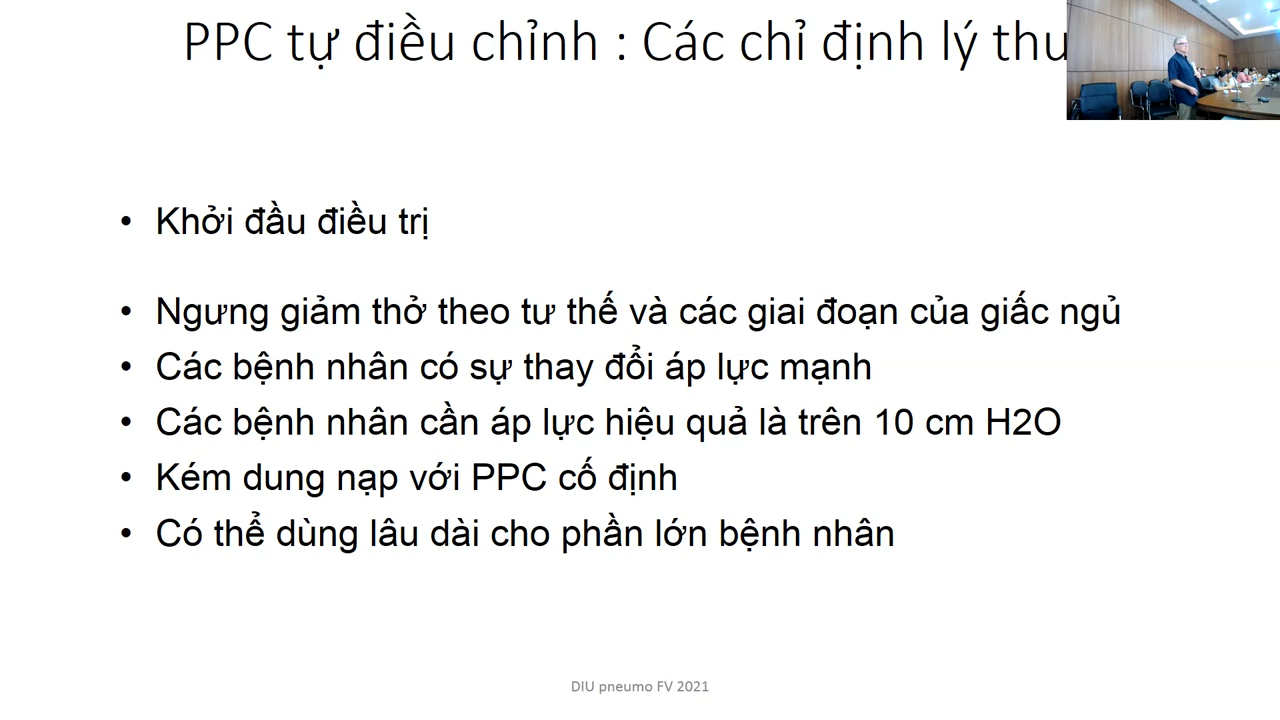 PPC tự điều chỉnh : Các chỉ định lý thu
• Khởi đầu điều trị
• Ngưng giảm thở theo tư thế và các giai đoạn của giấc ngủ
• Các bệnh nhân có sự thay đổi áp lực mạnh
• Các bệnh nhân cần áp lực hiệu quả là trên 10 cm H2O
• Kém dung nạp với PPC cố định
• Có thể dùng lâu dài cho phần lớn bệnh nhân
DIU pneumo FV 2021